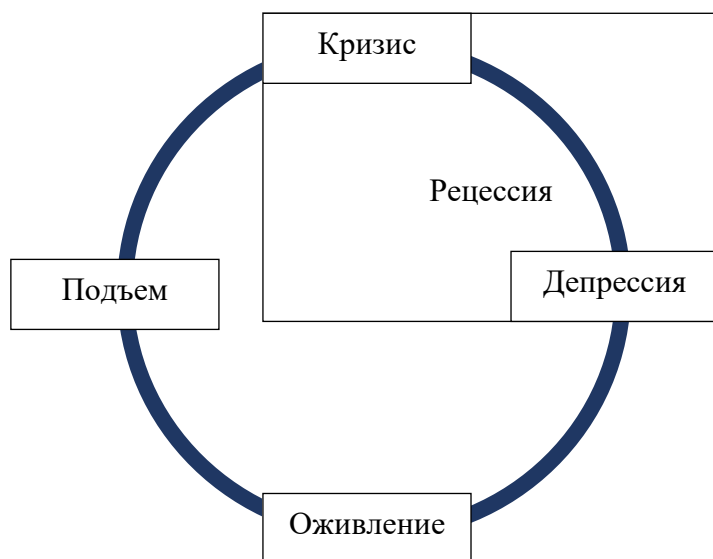 Кризис
Рецессия
Подъем
Депрессия
Оживление